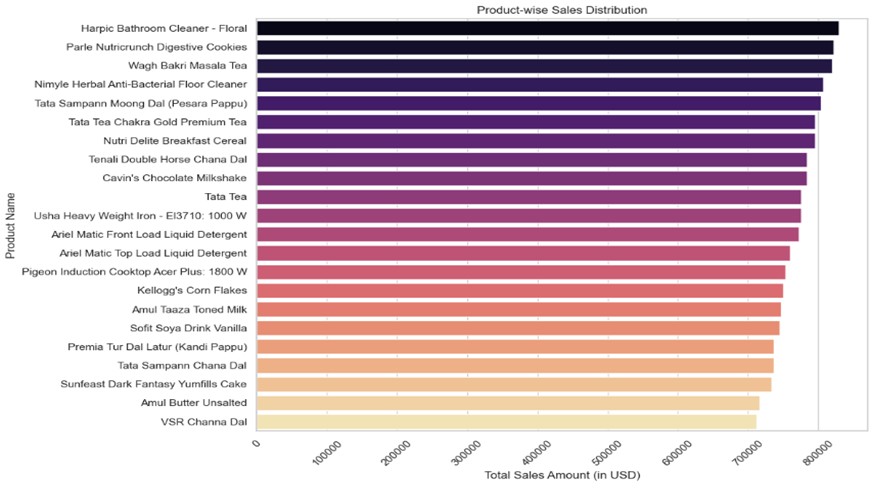 Product-wise Sales Distribution
Product Name
Harpic Bathroom Cleaner - Floral
Parle Nutricrunch Digestive Cookies
Wagh Bakri Masala Tea
Nimyle Herbal Anti-Bacterial Floor Cleaner
Tata Sampann Moong Dal (Pesara Pappu)
Tata Tea Chakra Gold Premium Tea
Nutri Delite Breakfast Cereal
Tenali Double Horse Chana Dal
Cavin's Chocolate Milkshake
Tata Tea
Usha Heavy Weight Iron - EI3710: 1000 W
Ariel Matic Front Load Liquid Detergent
Ariel Matic Top Load Liquid Detergent
Pigeon Induction Cooktop Acer Plus: 1800 W
Kellogg's Corn Flakes
Amul Taaza Toned Milk
Sofit Soya Drink Vanilla
Premia Tur Dal Latur (Kandi Pappu)
Tata Sampann Chana Dal
Sunfeast Dark Fantasy Yumfills Cake
Amul Butter Unsalted
VSR Channa Dal
0 100000 200000 300000 400000 500000 600000 700000 800000
Total Sales Amount (in USD)